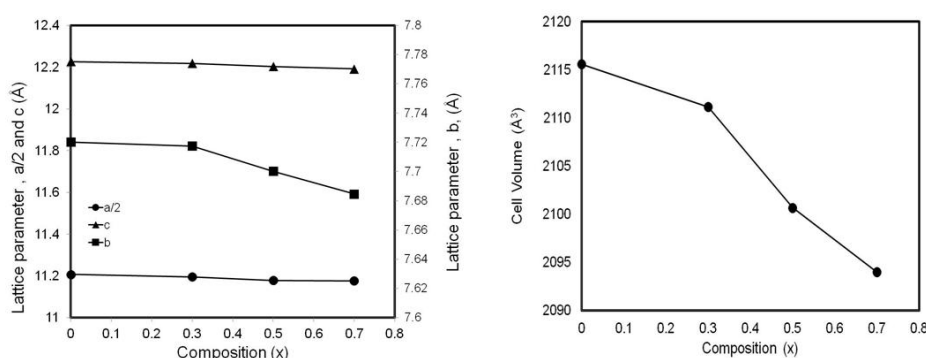 Lattice parameter , a/2 and c (Å)
12.4
12.2
12
11.8
11.6
11.4
11.2
11
a/2
c
b
0 0.1 0.2 0.3 0.4 0.5 0.6 0.7 0.8
Composition (x)
7.8
7.78
7.76
7.74
7.72
7.7
7.68
7.66
7.64
7.62
7.6
Lattice parameter , b, (Å)
Cell Volume (Å³)
2120
2115
2110
2105
2100
2095
2090
0 0.1 0.2 0.3 0.4 0.5 0.6 0.7 0.8
Composition (x)